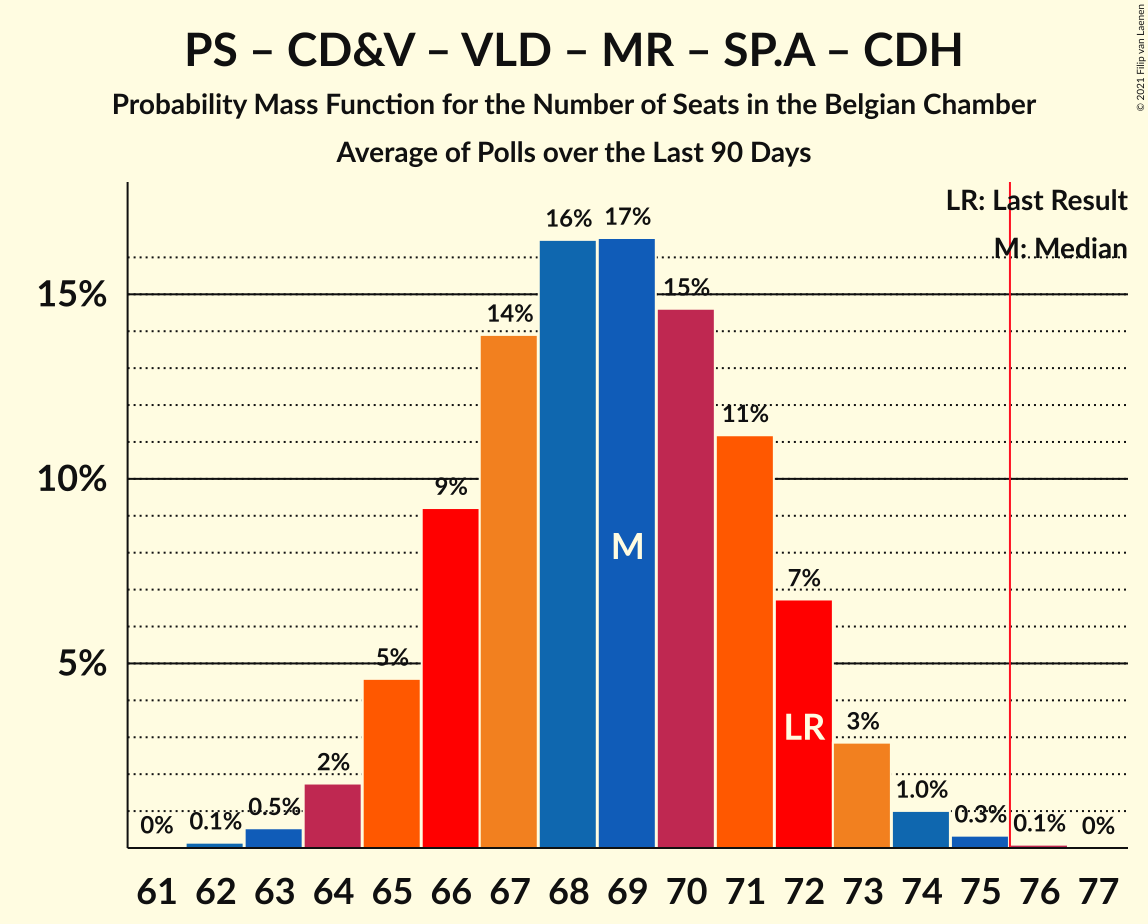 PS – CD&V – VLD – MR – SP.A – CDH
Probability Mass Function for the Number of Seats in the Belgian Chamber
Average of Polls over the Last 90 Days
© 2021 Filip van Laenen
LR: Last Result
M: Median
15%
10%
5%
0% 0.1% 0.5% 2% 5% 9% 14% 16% 17% 15% 11% 7% 3% 1.0% 0.3% 0.1% 0%
M
LR
61 62 63 64 65 66 67 68 69 70 71 72 73 74 75 76 77